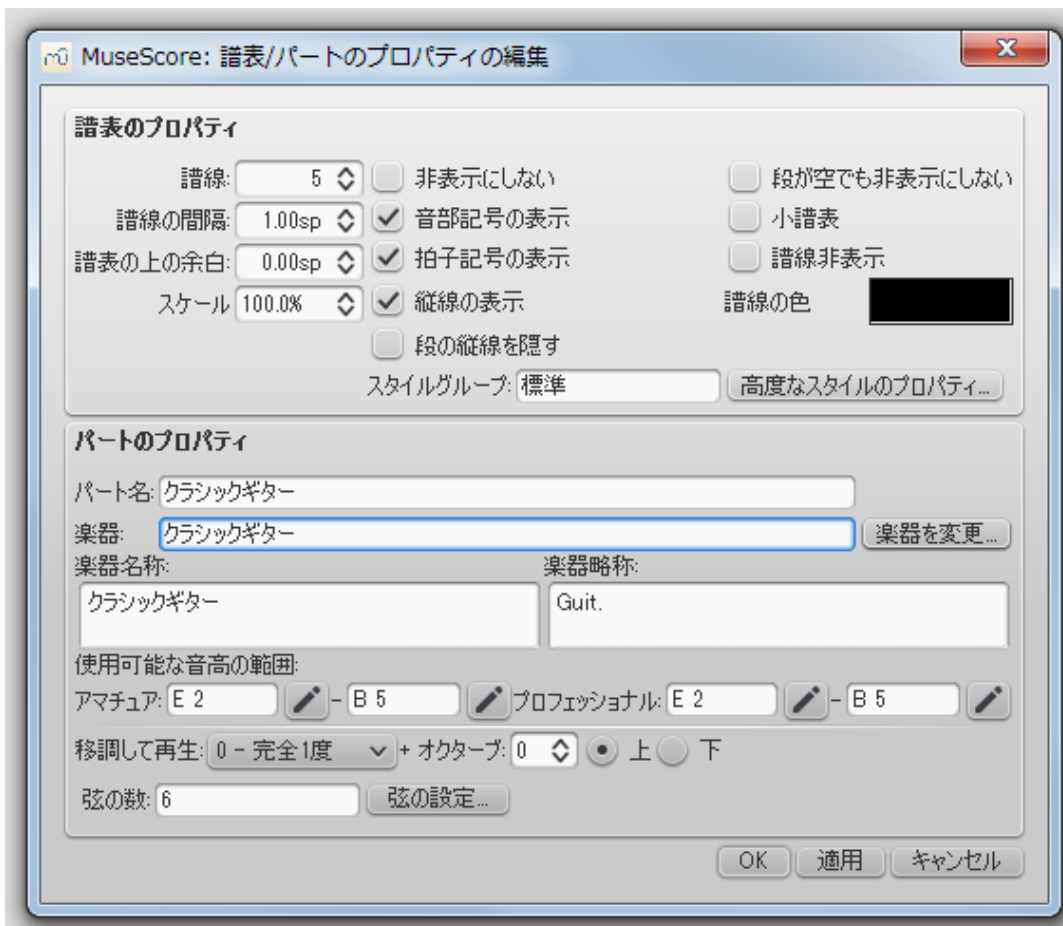 MuseScore: 譜表/パートのプロパティの編集
譜表のプロパティ
譜線: 5 非表示にしない 段が空でも非表示にしない
譜線の間隔: 1.00sp 音部記号の表示 小譜表
譜表の上の余白: 0.00sp 拍子記号の表示 譜線非表示
スケール 100.0% 縦線の表示 譜線の色
段の縦線を隠す
スタイルグループ: 標準 高度なスタイルのプロパティ...
パートのプロパティ
パート名: クラシックギター
楽器: クラシックギター 楽器を変更...
楽器名称: 楽器略称:
クラシックギター Guit.
使用可能な音高の範囲:
アマチュア: E 2 - B 5 プロフェッショナル: E 2 - B 5
移調して再生: 0 - 完全1度 + オクターブ: 0 上 下
弦の数: 6 弦の設定...
OK 適用 キャンセル